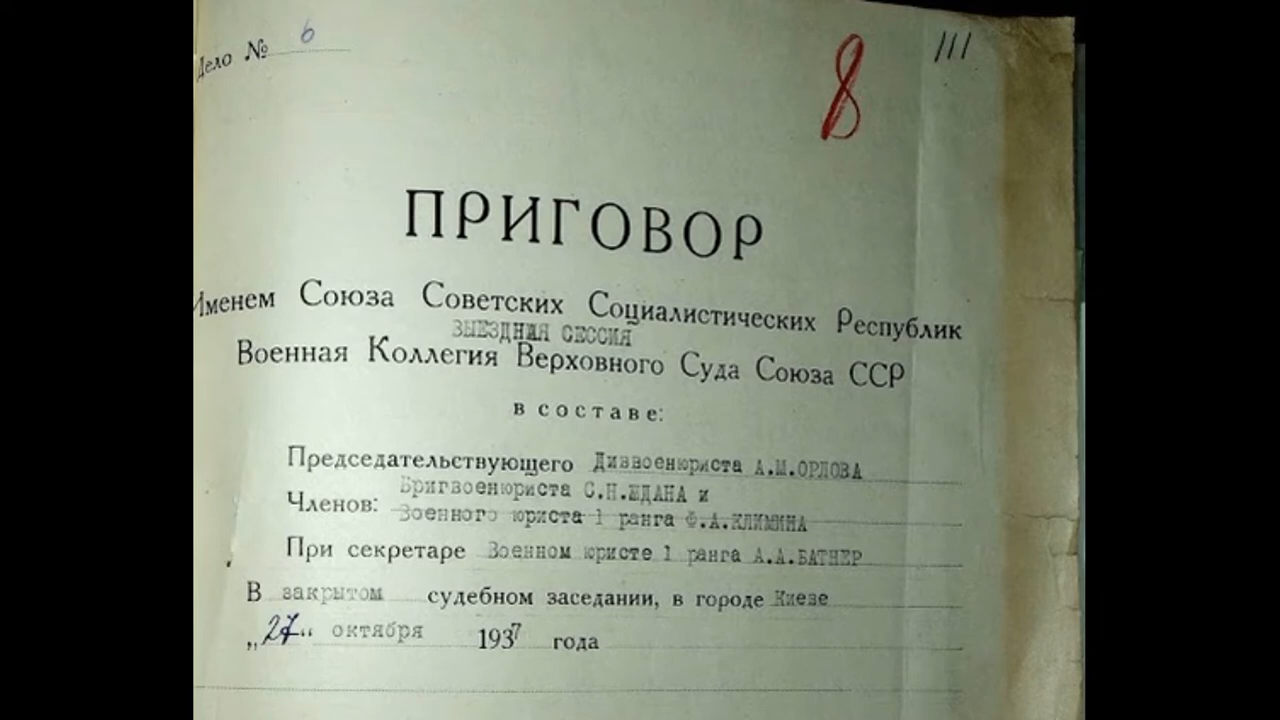 Дело № 6
8
111
ПРИГОВОР
Именем Союза Советских Социалистических Республик
ВЫЕЗДНАЯ СЕССИЯ
Военная Коллегия Верховного Суда Союза ССР
в составе:
Председательствующего Диввоенюриста А.М.ОРЛОВА
Бригвоенюриста С.Н.ЖДАНА и
Членов: Военного юриста 1 ранга Ф.А.КЛИМИНА
При секретаре Военном юристе 1 ранга А.А.БАТНЕР
В закрытом судебном заседании, в городе Киеве
„27“ октября 1937 года